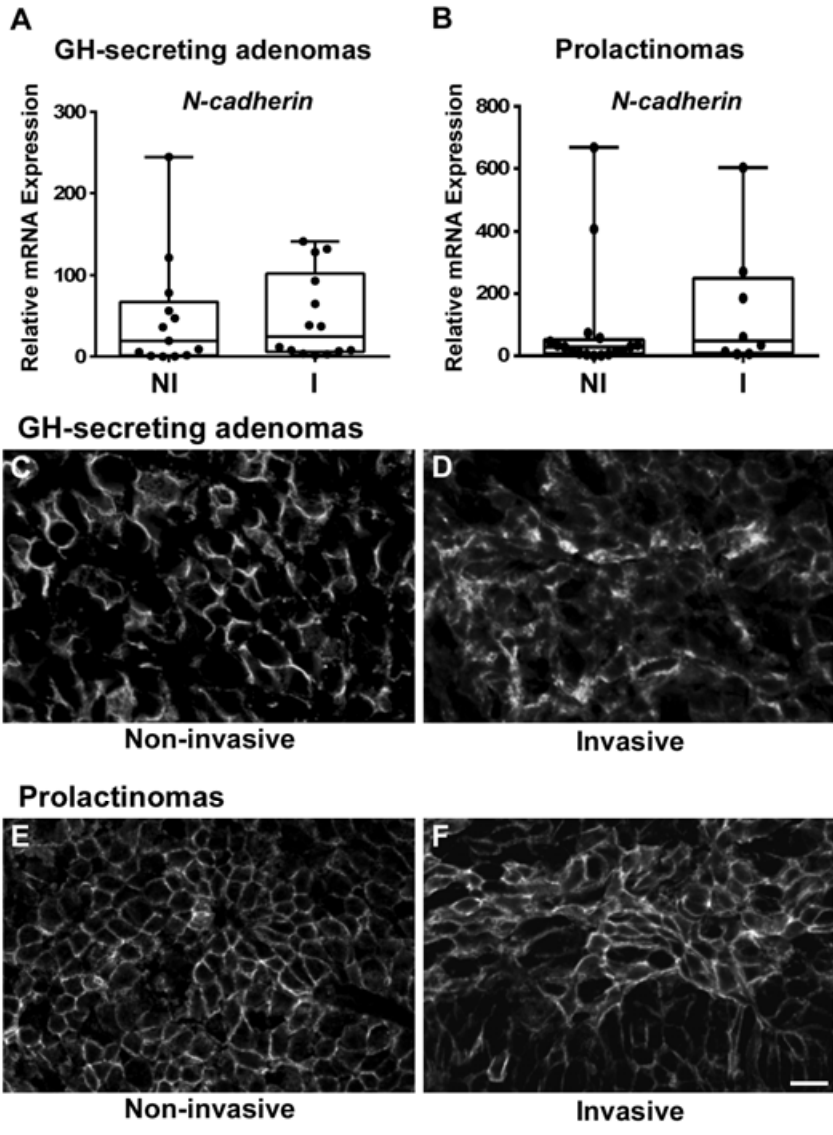 A
GH-secreting adenomas
N-cadherin
Relative mRNA Expression
300
200
100
0
NI
I
B
Prolactinomas
N-cadherin
Relative mRNA Expression
800
600
400
200
0
NI
I
GH-secreting adenomas
C
D
Non-invasive
Invasive
Prolactinomas
E
F
Non-invasive
Invasive